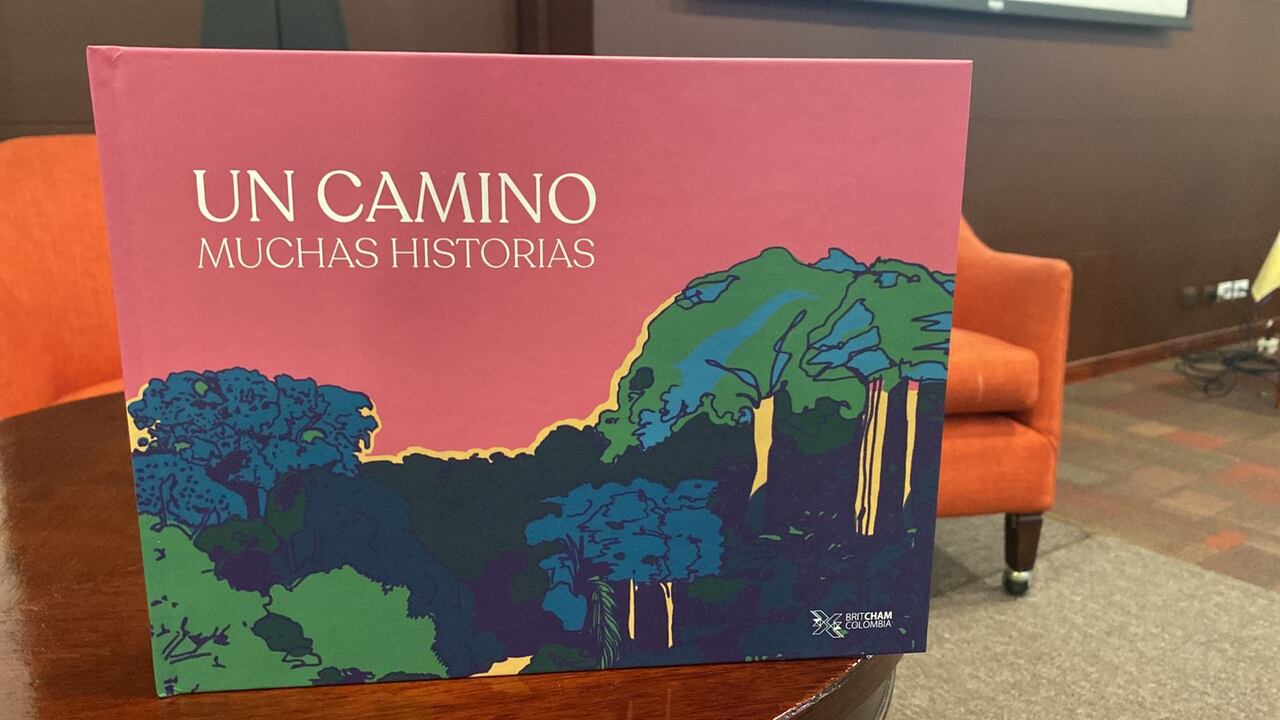 UN CAMINO
MUCHAS HISTORIAS
BRITCHAM
COLOMBIA